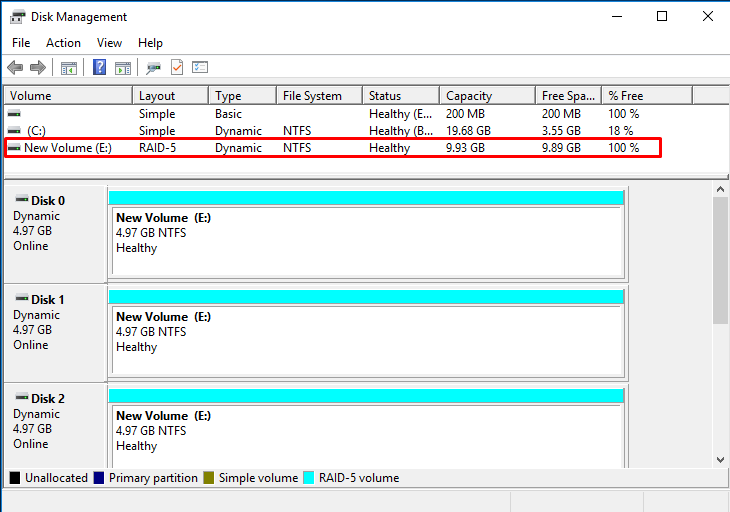 Disk Management
File Action View Help
Volume Layout Type File System Status Capacity Free Spa... % Free
Simple Basic Healthy (E... 200 MB 200 MB 100 %
(C:) Simple Dynamic NTFS Healthy (B... 19.68 GB 3.55 GB 18 %
New Volume (E:) RAID-5 Dynamic NTFS Healthy 9.93 GB 9.89 GB 100 %
Disk 0
Dynamic
4.97 GB
Online
New Volume (E:)
4.97 GB NTFS
Healthy
Disk 1
Dynamic
4.97 GB
Online
New Volume (E:)
4.97 GB NTFS
Healthy
Disk 2
Dynamic
4.97 GB
Online
New Volume (E:)
4.97 GB NTFS
Healthy
Unallocated Primary partition Simple volume RAID-5 volume